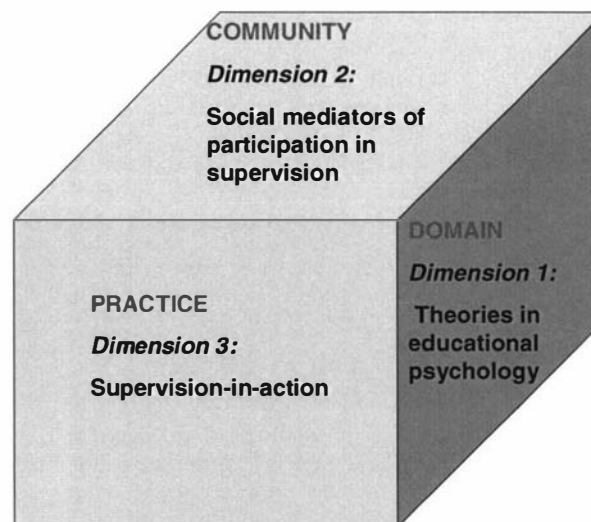 COMMUNITY
Dimension 2:
Social mediators of
participation in
supervision
DOMAIN
Dimension 1:
Theories in
educational
psychology
PRACTICE
Dimension 3:
Supervision-in-action